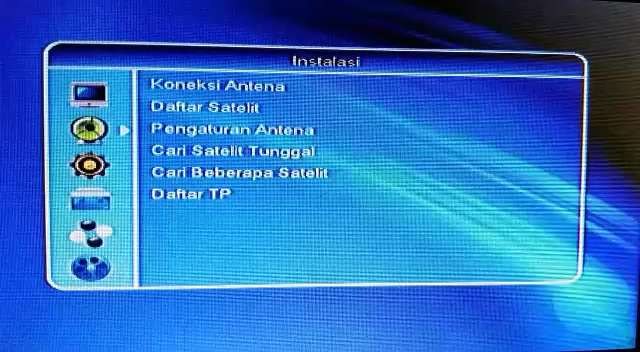 Instalasi
Koneksi Antena
Daftar Satelit
Pengaturan Antena
Cari Satelit Tunggal
Cari Beberapa Satelit
Daftar TP